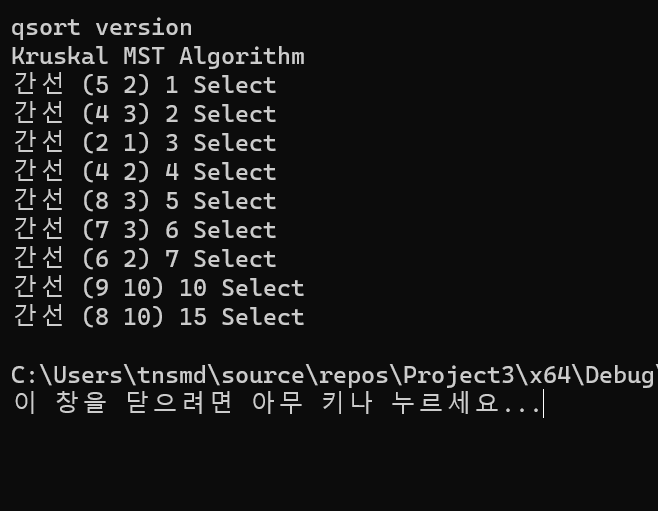 qsort version
Kruskal MST Algorithm
간선 (5 2) 1 Select
간선 (4 3) 2 Select
간선 (2 1) 3 Select
간선 (4 2) 4 Select
간선 (8 3) 5 Select
간선 (7 3) 6 Select
간선 (6 2) 7 Select
간선 (9 10) 10 Select
간선 (8 10) 15 Select
C:\Users\tnsmd\source\repos\Project3\x64\Debug\
이 창을 닫으려면 아무 키나 누르세요...